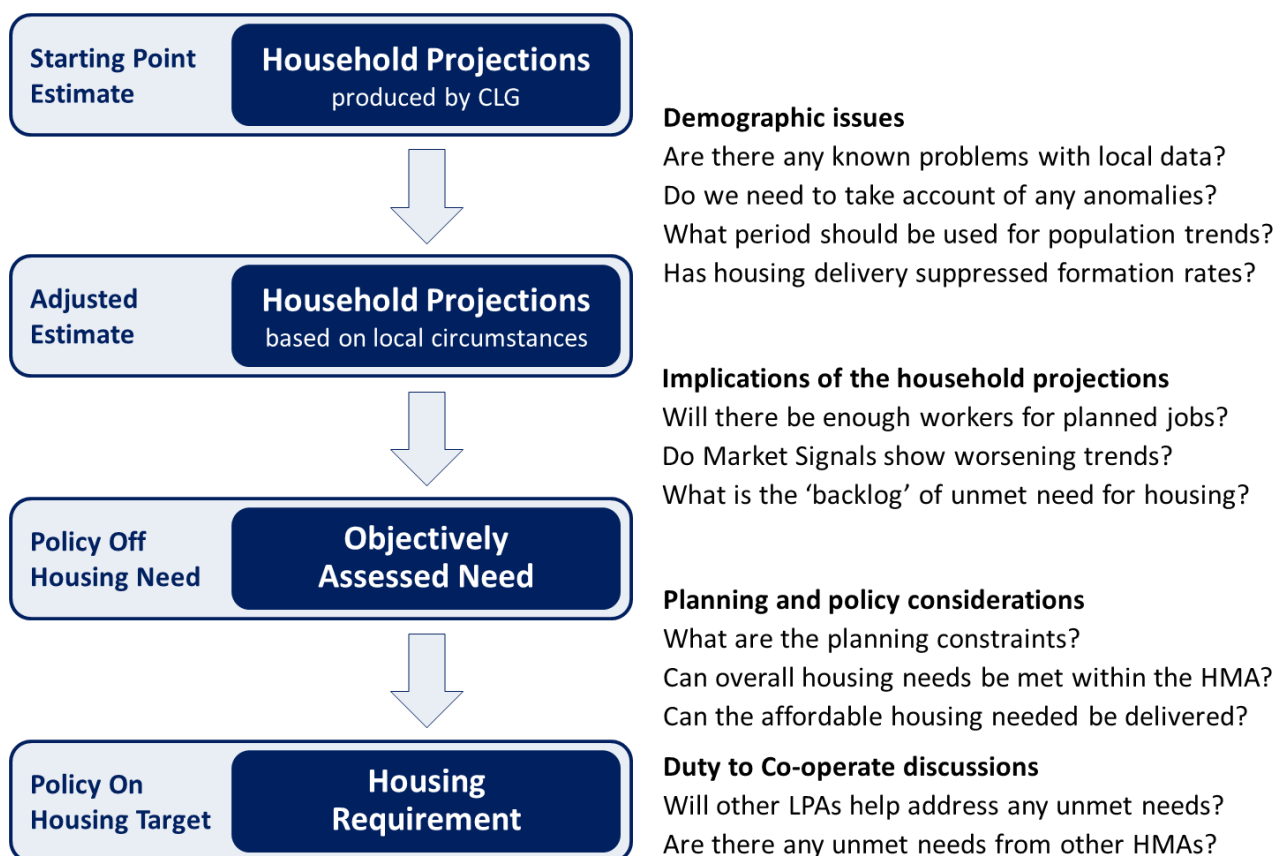 Starting Point
Estimate
Household Projections
produced by CLG
Demographic issues
Are there any known problems with local data?
Do we need to take account of any anomalies?
What period should be used for population trends?
Has housing delivery suppressed formation rates?
Adjusted
Estimate
Household Projections
based on local circumstances
Implications of the household projections
Will there be enough workers for planned jobs?
Do Market Signals show worsening trends?
What is the ‘backlog’ of unmet need for housing?
Policy Off
Housing Need
Objectively
Assessed Need
Planning and policy considerations
What are the planning constraints?
Can overall housing needs be met within the HMA?
Can the affordable housing needed be delivered?
Policy On
Housing Target
Housing
Requirement
Duty to Co-operate discussions
Will other LPAs help address any unmet needs?
Are there any unmet needs from other HMAs?